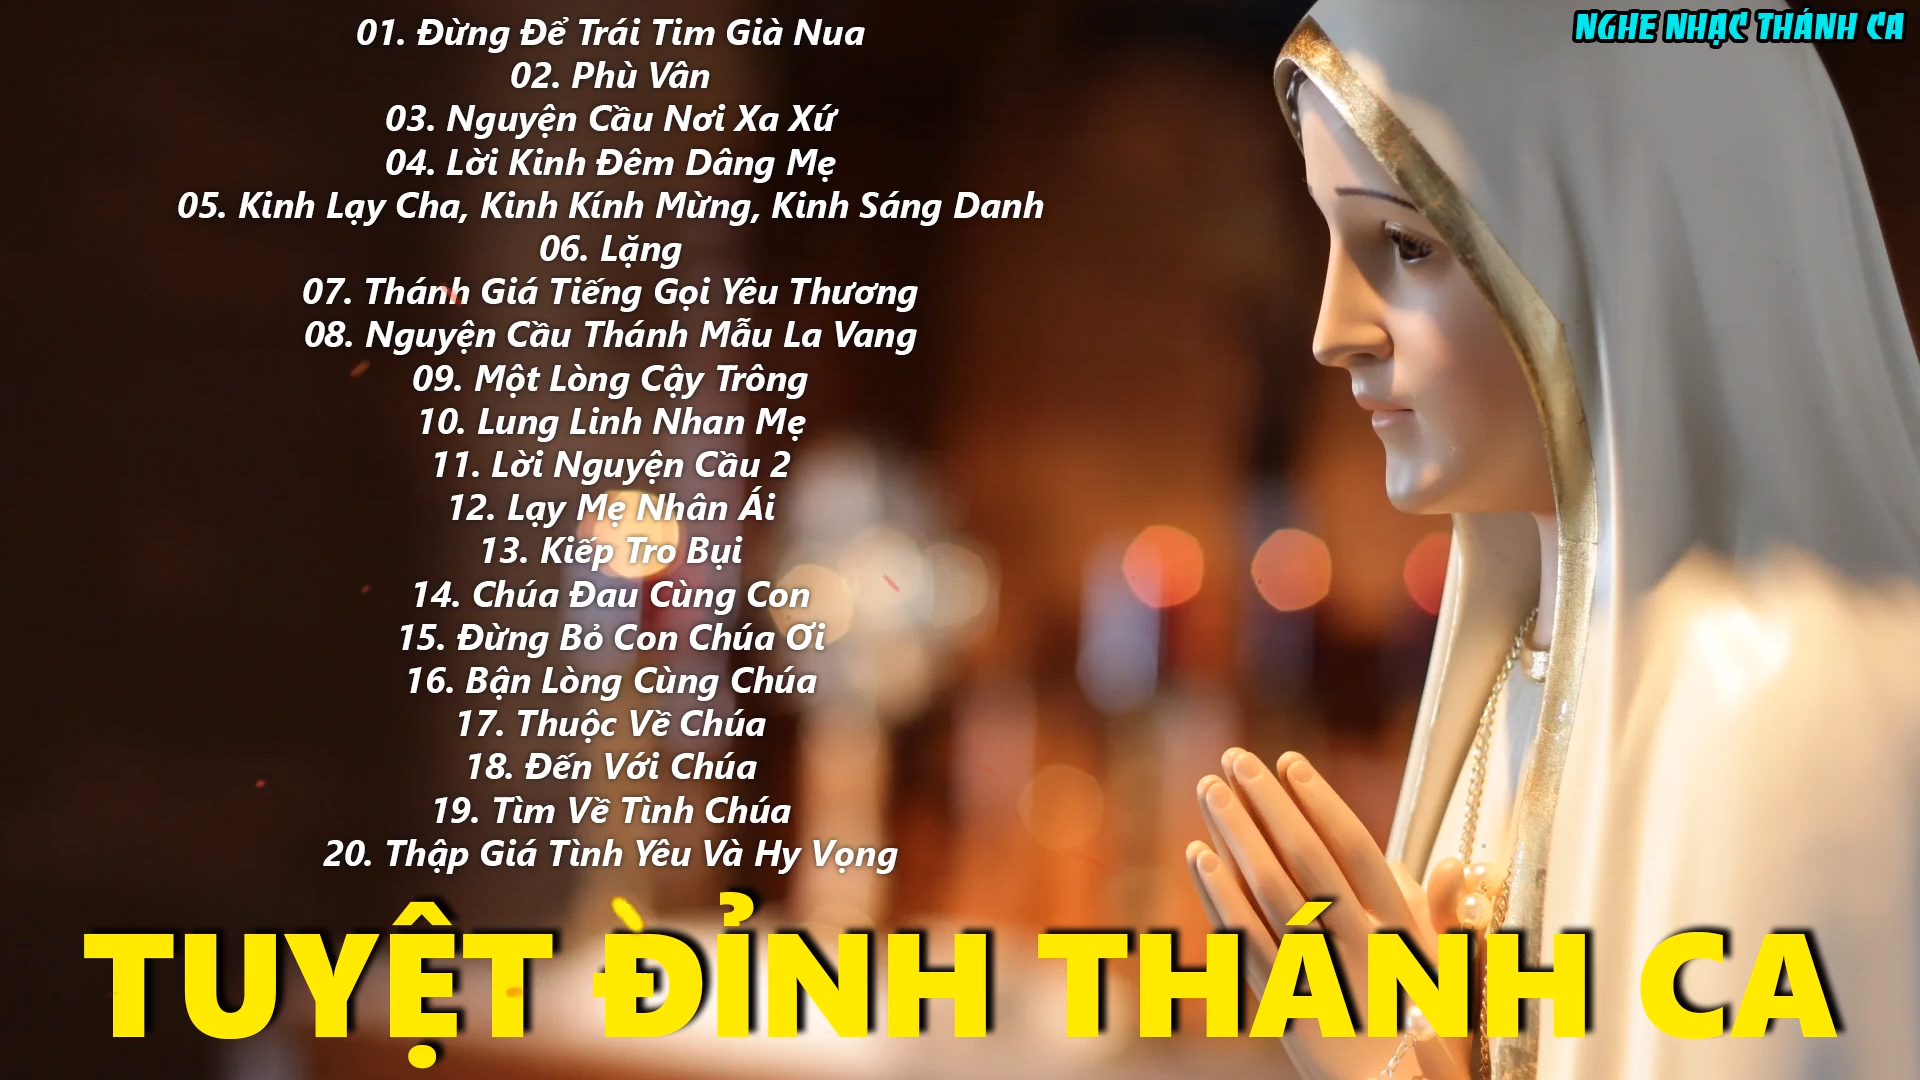 NGHE NHẠC THÁNH CA
01. Đừng Để Trái Tim Già Nua
02. Phù Vân
03. Nguyện Cầu Nơi Xa Xứ
04. Lời Kinh Đêm Dâng Mẹ
05. Kinh Lạy Cha, Kinh Kính Mừng, Kinh Sáng Danh
06. Lặng
07. Thánh Giá Tiếng Gọi Yêu Thương
08. Nguyện Cầu Thánh Mẫu La Vang
09. Một Lòng Cậy Trông
10. Lung Linh Nhan Mẹ
11. Lời Nguyện Cầu 2
12. Lạy Mẹ Nhân Ái
13. Kiếp Tro Bụi
14. Chúa Đau Cùng Con
15. Đừng Bỏ Con Chúa Ơi
16. Bận Lòng Cùng Chúa
17. Thuộc Về Chúa
18. Đến Với Chúa
19. Tìm Về Tình Chúa
20. Thập Giá Tình Yêu Và Hy Vọng
TUYỆT ĐỈNH THÁNH CA